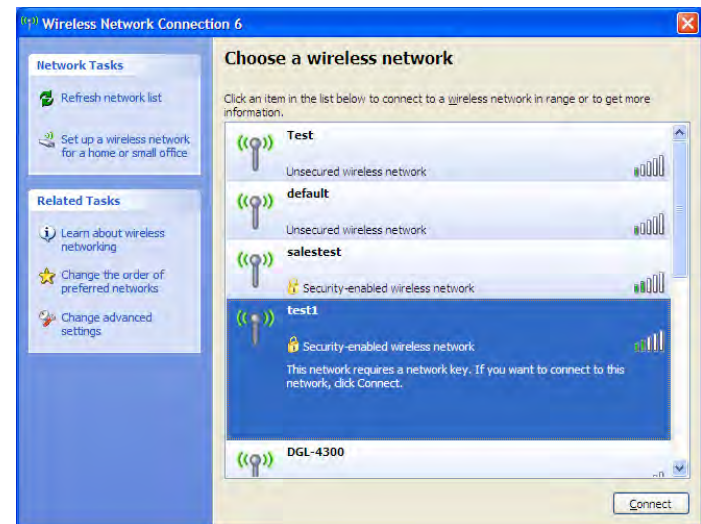 Wireless Network Connection 6
Network Tasks
Refresh network list
Set up a wireless network
for a home or small office
Related Tasks
Learn about wireless
networking
Change the order of
preferred networks
Change advanced
settings
Choose a wireless network
Click an item in the list below to connect to a wireless network in range or to get more
information.
Test
Unsecured wireless network
default
Unsecured wireless network
salestest
Security-enabled wireless network
test1
Security-enabled wireless network
This network requires a network key. If you want to connect to this
network, click Connect.
DGL-4300
Connect